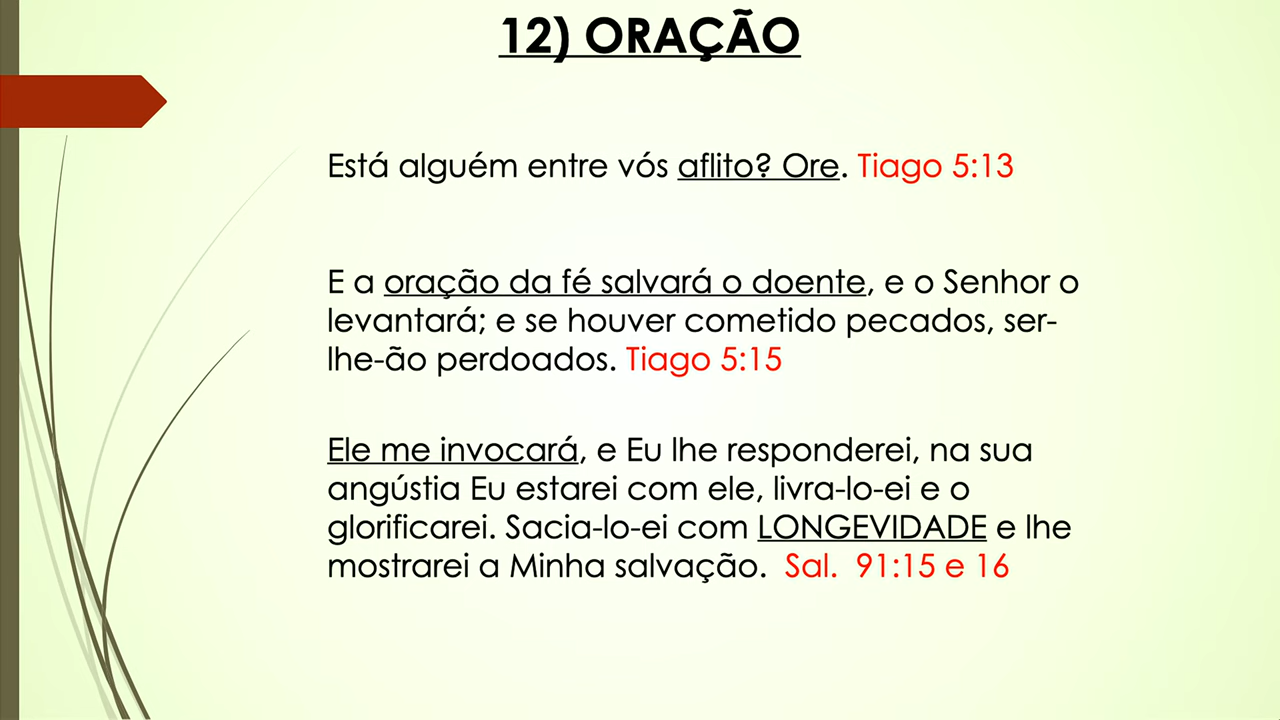 12) ORAÇÃO
Está alguém entre vós aflito? Ore. Tiago 5:13
E a oração da fé salvará o doente, e o Senhor o
levantará; e se houver cometido pecados, ser-
lhe-ão perdoados. Tiago 5:15
Ele me invocará, e Eu lhe responderei, na sua
angústia Eu estarei com ele, livra-lo-ei e o
glorificarei. Sacia-lo-ei com LONGEVIDADE e lhe
mostrarei a Minha salvação.  Sal.  91:15 e 16